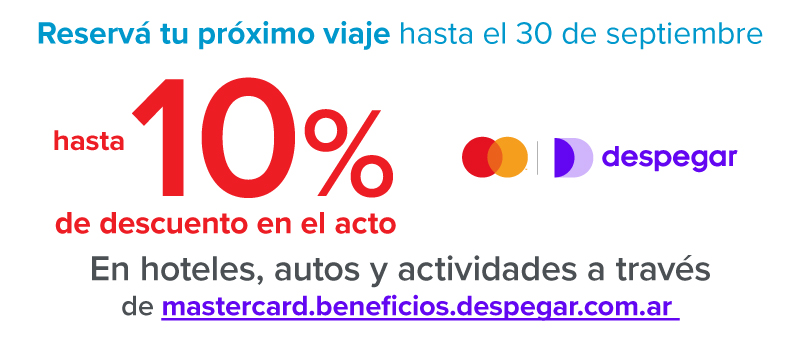 Reservá tu próximo viaje hasta el 30 de septiembre
hasta 10%
de descuento en el acto
despegar
En hoteles, autos y actividades a través
de mastercard.beneficios.despegar.com.ar